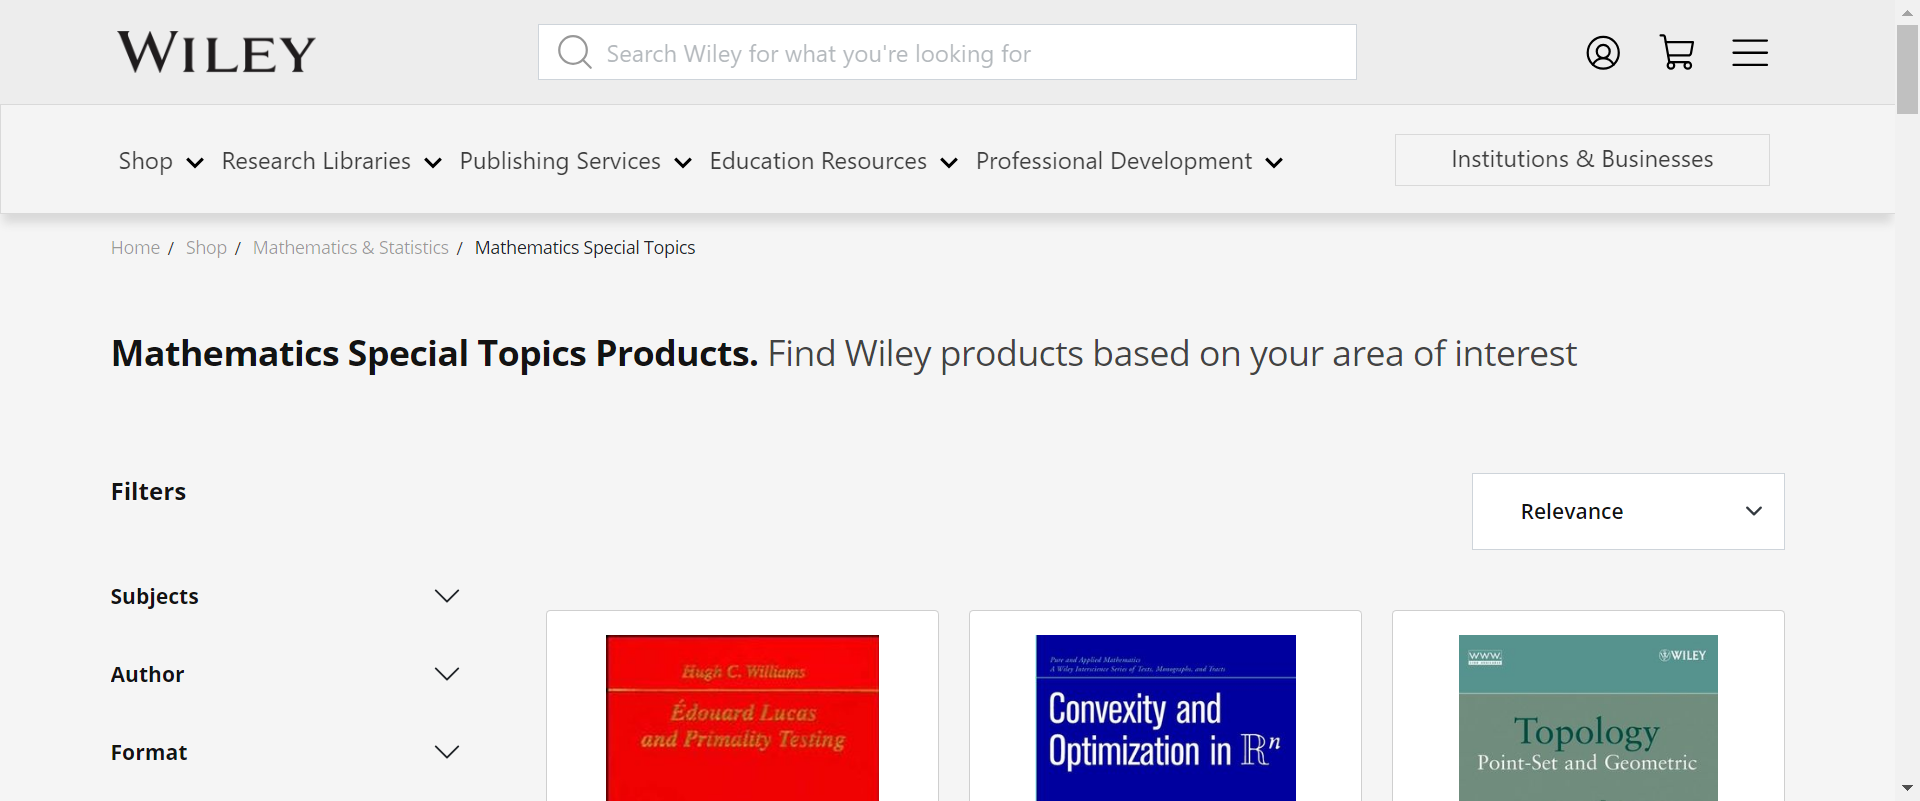 WILEY
Search Wiley for what you're looking for
Shop
Research Libraries
Publishing Services
Education Resources
Professional Development
Institutions & Businesses
Home / Shop / Mathematics & Statistics / Mathematics Special Topics
Mathematics Special Topics Products. Find Wiley products based on your area of interest
Filters
Relevance
Subjects
Author
Format
Hugh C. Williams
Édouard Lucas
and Primality Testing
Pure and Applied Mathematics
A Wiley Interscience Series of Texts, Monographs, and Tracts
Convexity and
Optimization in ℝⁿ
www.
WILEY
Topology
Point-Set and Geometric